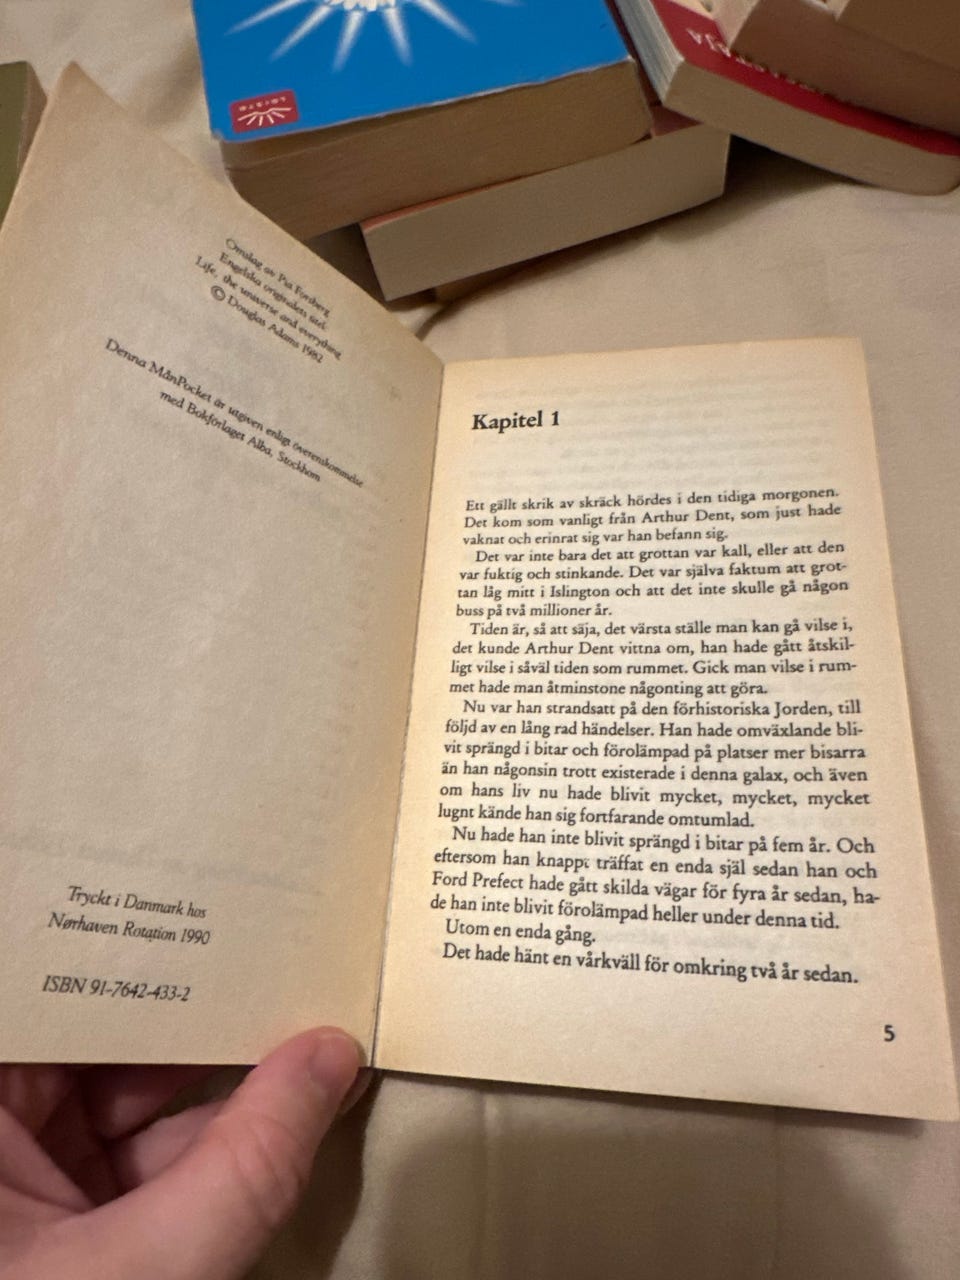 Omslag av Pia Forsberg
Engelska originalets titel
Life, the universe and everything
© Douglas Adams 1982
Denna MånPocket är utgiven enligt överenskommelse
med Bokförlaget Alba, Stockhom
Tryckt i Danmark hos
Nørhaven Rotation 1990
ISBN 91-7642-433-2
Kapitel 1
Ett gällt skrik av skräck hördes i den tidiga morgonen.
Det kom som vanligt från Arthur Dent, som just hade
vaknat och erinrat sig var han befann sig.
Det var inte bara det att grottan var kall, eller att den
var fuktig och stinkande. Det var själva faktum att grot-
tan låg mitt i Islington och att det inte skulle gå någon
buss på två millioner år.
Tiden är, så att säja, det värsta ställe man kan gå vilse i,
det kunde Arthur Dent vittna om, han hade gått åtskil-
ligt vilse i såväl tiden som rummet. Gick man vilse i rum-
met hade man åtminstone någonting att göra.
Nu var han strandsatt på den förhistoriska Jorden, till
följd av en lång rad händelser. Han hade omväxlande bli-
vit sprängd i bitar och förolämpad på platser mer bisarra
än han någonsin trott existerade i denna galax, och även
om hans liv nu hade blivit mycket, mycket, mycket
lugnt kände han sig fortfarande omtumlad.
Nu hade han inte blivit sprängd i bitar på fem år. Och
eftersom han knappt träffat en enda själ sedan han och
Ford Prefect hade gått skilda vägar för fyra år sedan, ha-
de han inte blivit förolämpad heller under denna tid.
Utom en enda gång.
Det hade hänt en vårkväll för omkring två år sedan.
5